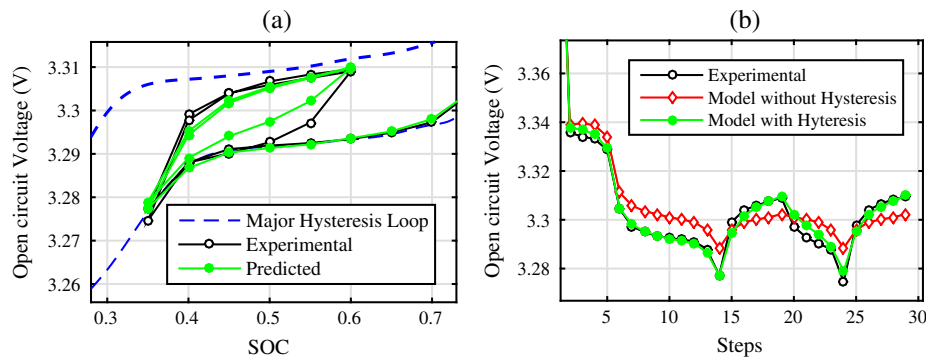 (a)
Open circuit Voltage (V)
3.31
3.3
3.29
3.28
3.27
3.26
Major Hysteresis Loop
Experimental
Predicted
0.3 0.4 0.5 0.6 0.7
SOC
(b)
Open circuit Voltage (V)
3.36
3.34
3.32
3.3
3.28
Experimental
Model without Hysteresis
Model with Hyteresis
5 10 15 20 25 30
Steps